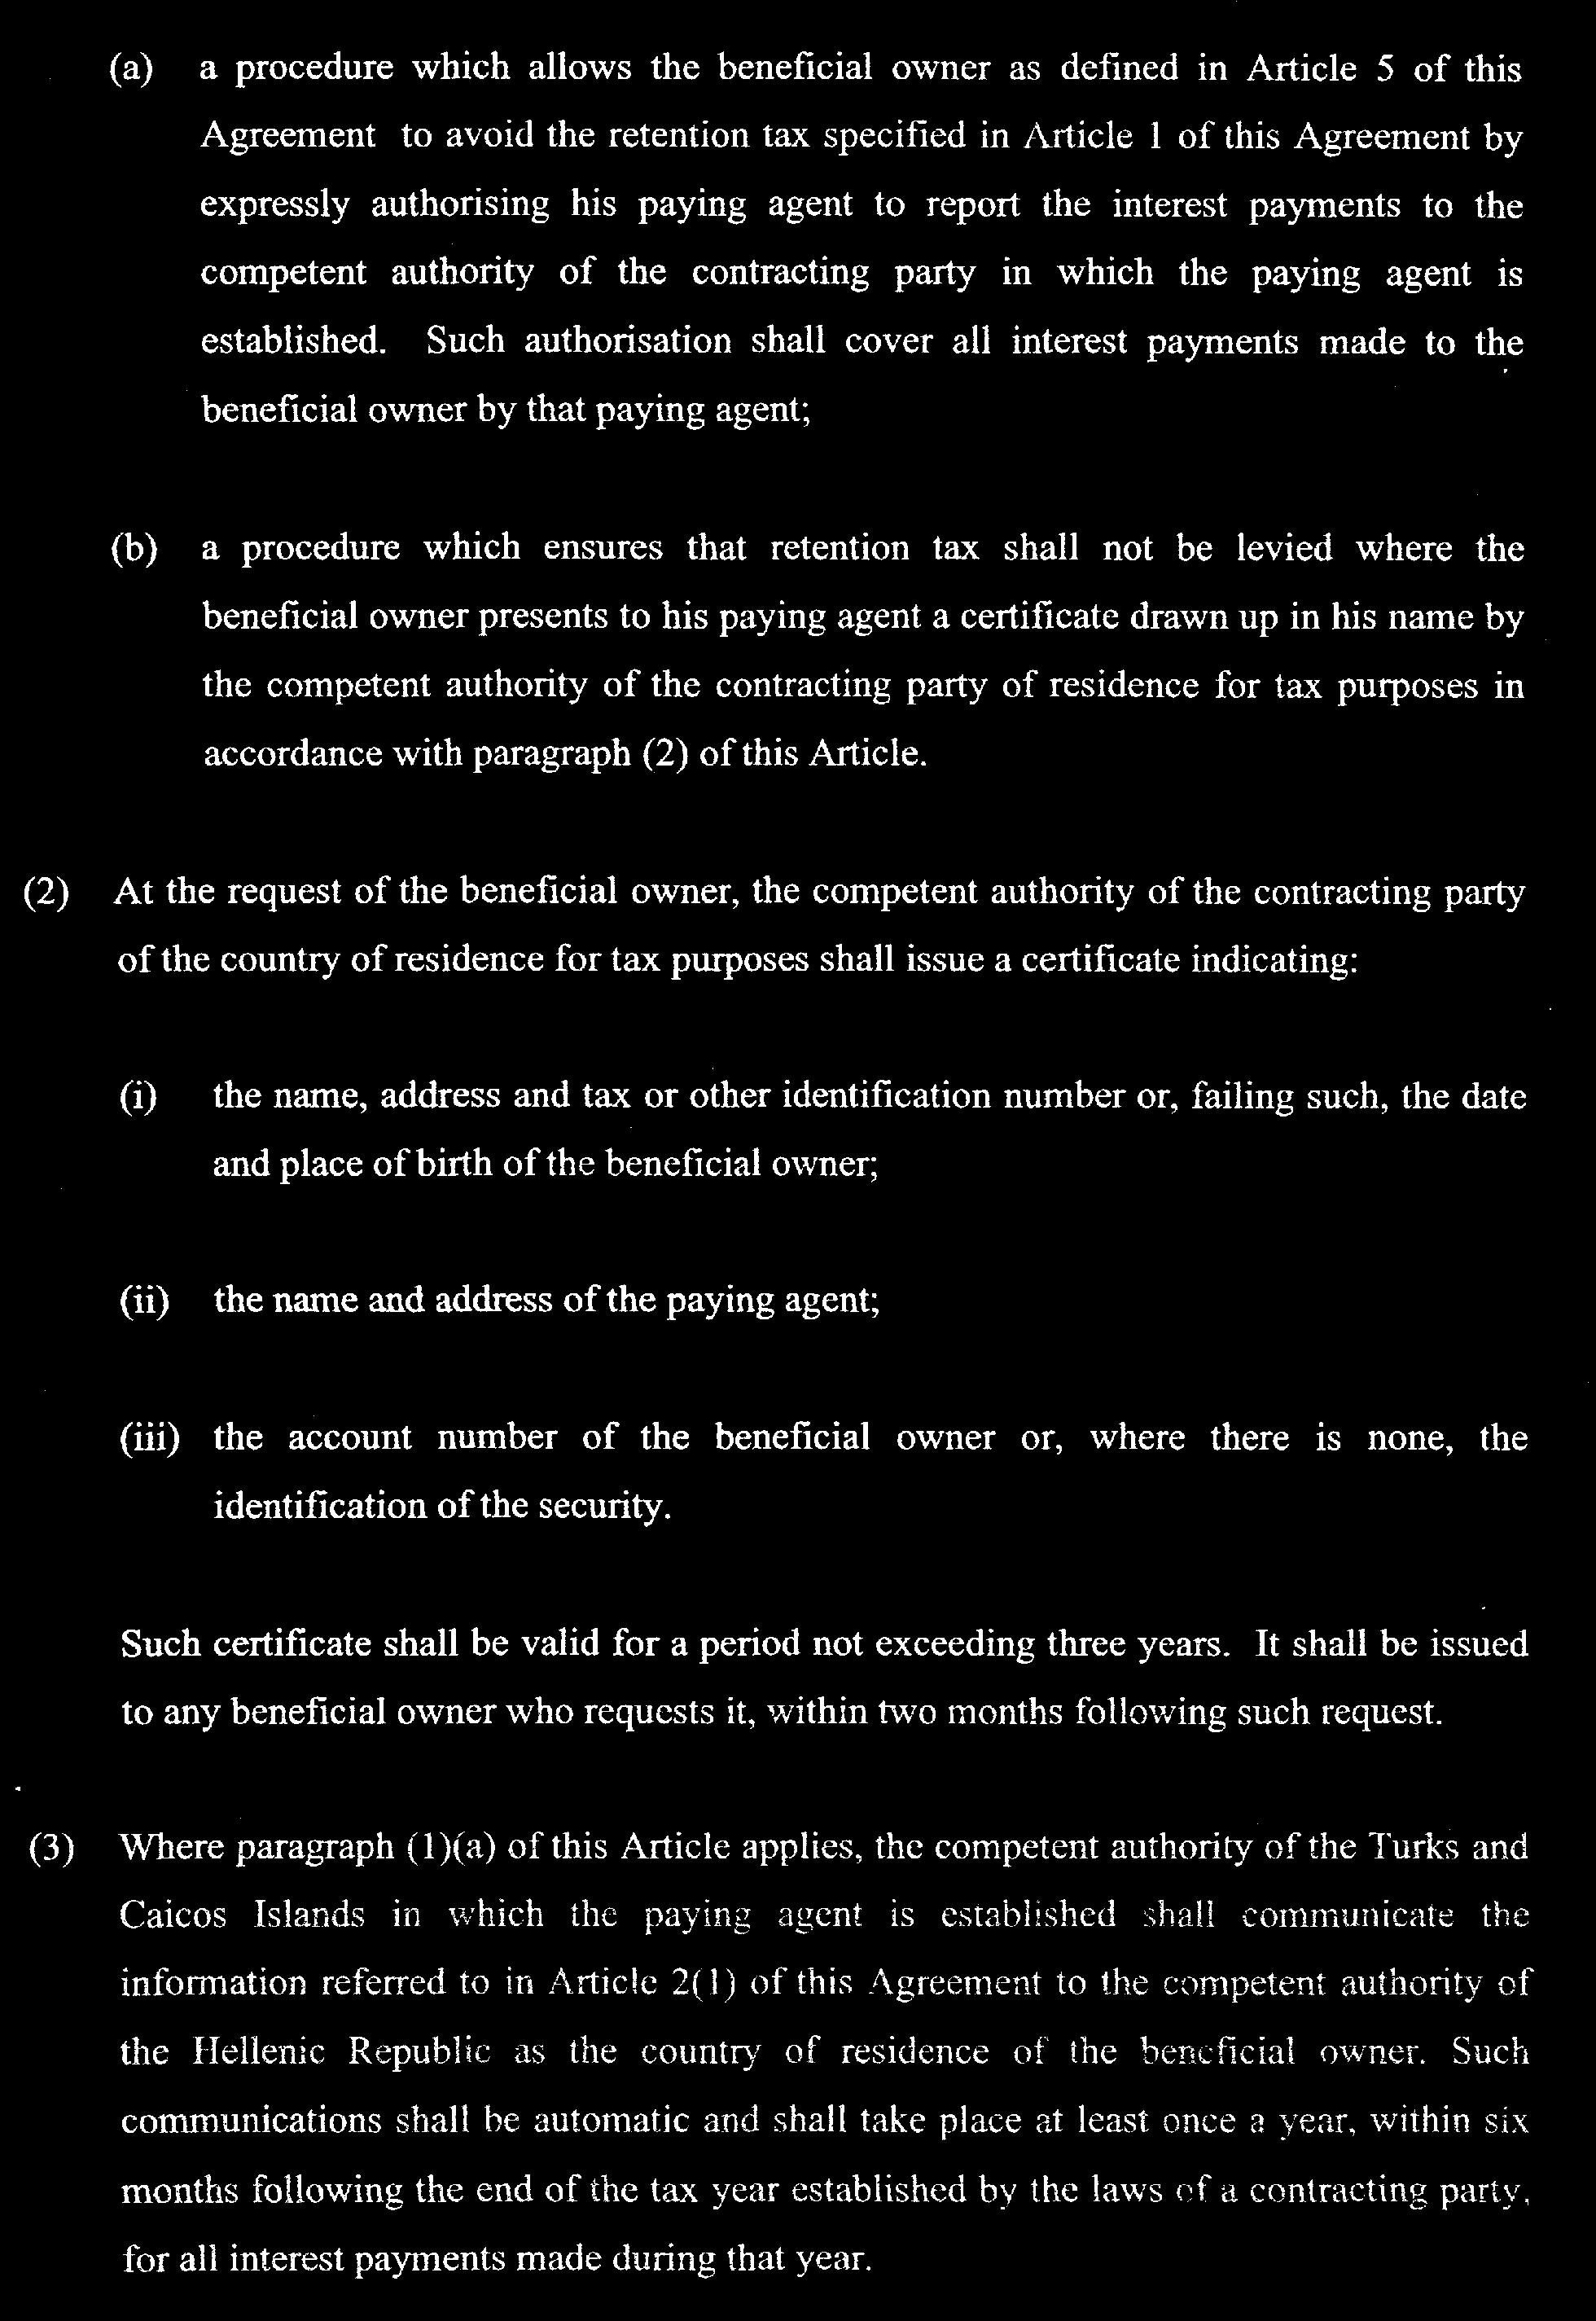 (a) a procedure which allows the beneficial owner as defined in Article 5 of this
Agreement to avoid the retention tax specified in Article 1 of this Agreement by
expressly authorising his paying agent to report the interest payments to the
competent authority of the contracting party in which the paying agent is
established. Such authorisation shall cover all interest payments made to the
beneficial owner by that paying agent;
(b) a procedure which ensures that retention tax shall not be levied where the
beneficial owner presents to his paying agent a certificate drawn up in his name by
the competent authority of the contracting party of residence for tax purposes in
accordance with paragraph (2) of this Article.
(2) At the request of the beneficial owner, the competent authority of the contracting party
of the country of residence for tax purposes shall issue a certificate indicating:
(i) the name, address and tax or other identification number or, failing such, the date
and place of birth of the beneficial owner;
(ii) the name and address of the paying agent;
(iii) the account number of the beneficial owner or, where there is none, the
identification of the security.
Such certificate shall be valid for a period not exceeding three years. It shall be issued
to any beneficial owner who requests it, within two months following such request.
(3) Where paragraph (1)(a) of this Article applies, the competent authority of the Turks and
Caicos Islands in which the paying agent is established shall communicate the
information referred to in Article 2(1) of this Agreement to the competent authority of
the Hellenic Republic as the country of residence of the beneficial owner. Such
communications shall be automatic and shall take place at least once a year, within six
months following the end of the tax year established by the laws of a contracting party,
for all interest payments made during that year.